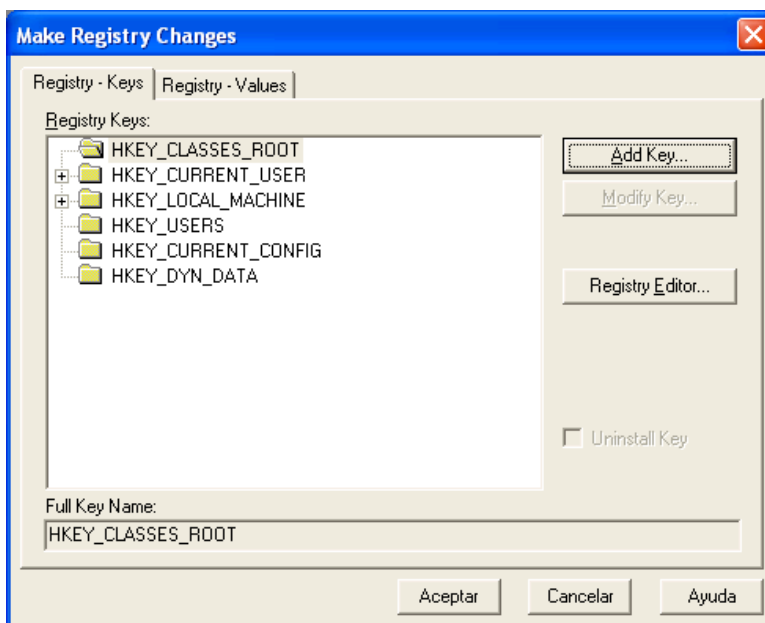 Make Registry Changes
Registry - Keys
Registry - Values
Registry Keys:
HKEY_CLASSES_ROOT
HKEY_CURRENT_USER
HKEY_LOCAL_MACHINE
HKEY_USERS
HKEY_CURRENT_CONFIG
HKEY_DYN_DATA
Add Key...
Modify Key...
Registry Editor...
Uninstall Key
Full Key Name:
HKEY_CLASSES_ROOT
Aceptar
Cancelar
Ayuda